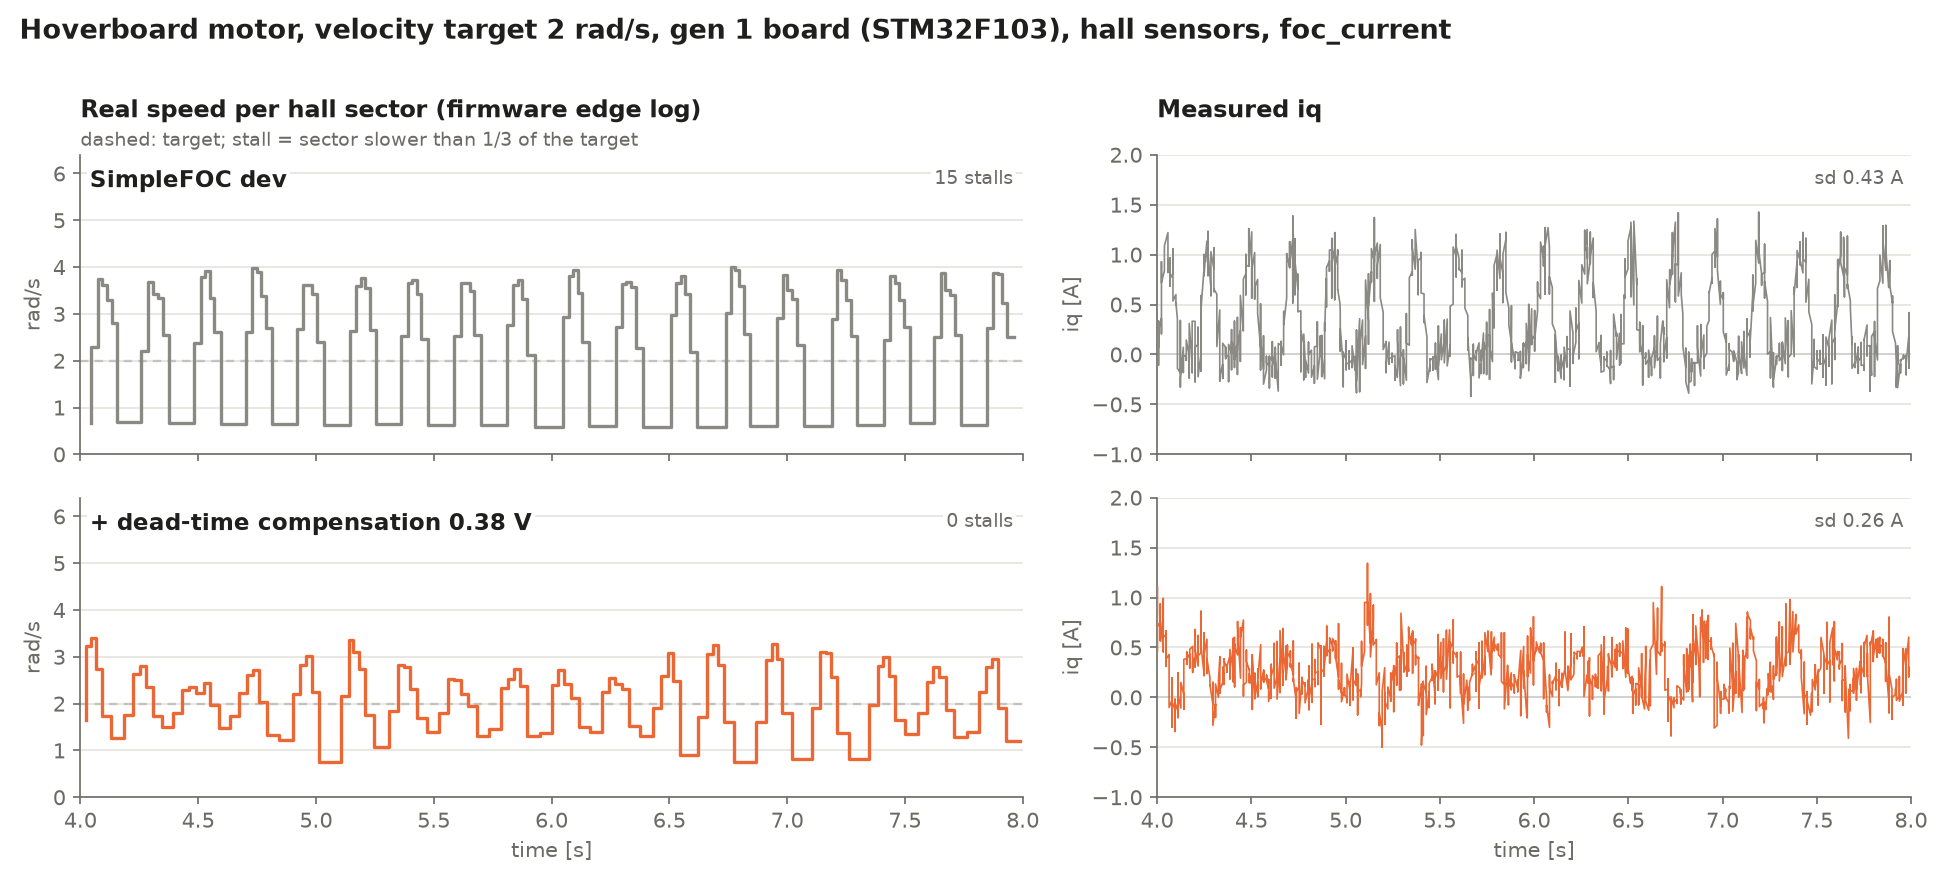 Hoverboard motor, velocity target 2 rad/s, gen 1 board (STM32F103), hall sensors, foc_current
Real speed per hall sector (firmware edge log)
dashed: target; stall = sector slower than 1/3 of the target
Measured iq
SimpleFOC dev
15 stalls
rad/s
6
5
4
3
2
1
0
sd 0.43 A
iq [A]
2.0
1.5
1.0
0.5
0.0
−0.5
−1.0
+ dead-time compensation 0.38 V
0 stalls
rad/s
6
5
4
3
2
1
0
4.0 4.5 5.0 5.5 6.0 6.5 7.0 7.5 8.0
time [s]
sd 0.26 A
iq [A]
2.0
1.5
1.0
0.5
0.0
−0.5
−1.0
4.0 4.5 5.0 5.5 6.0 6.5 7.0 7.5 8.0
time [s]